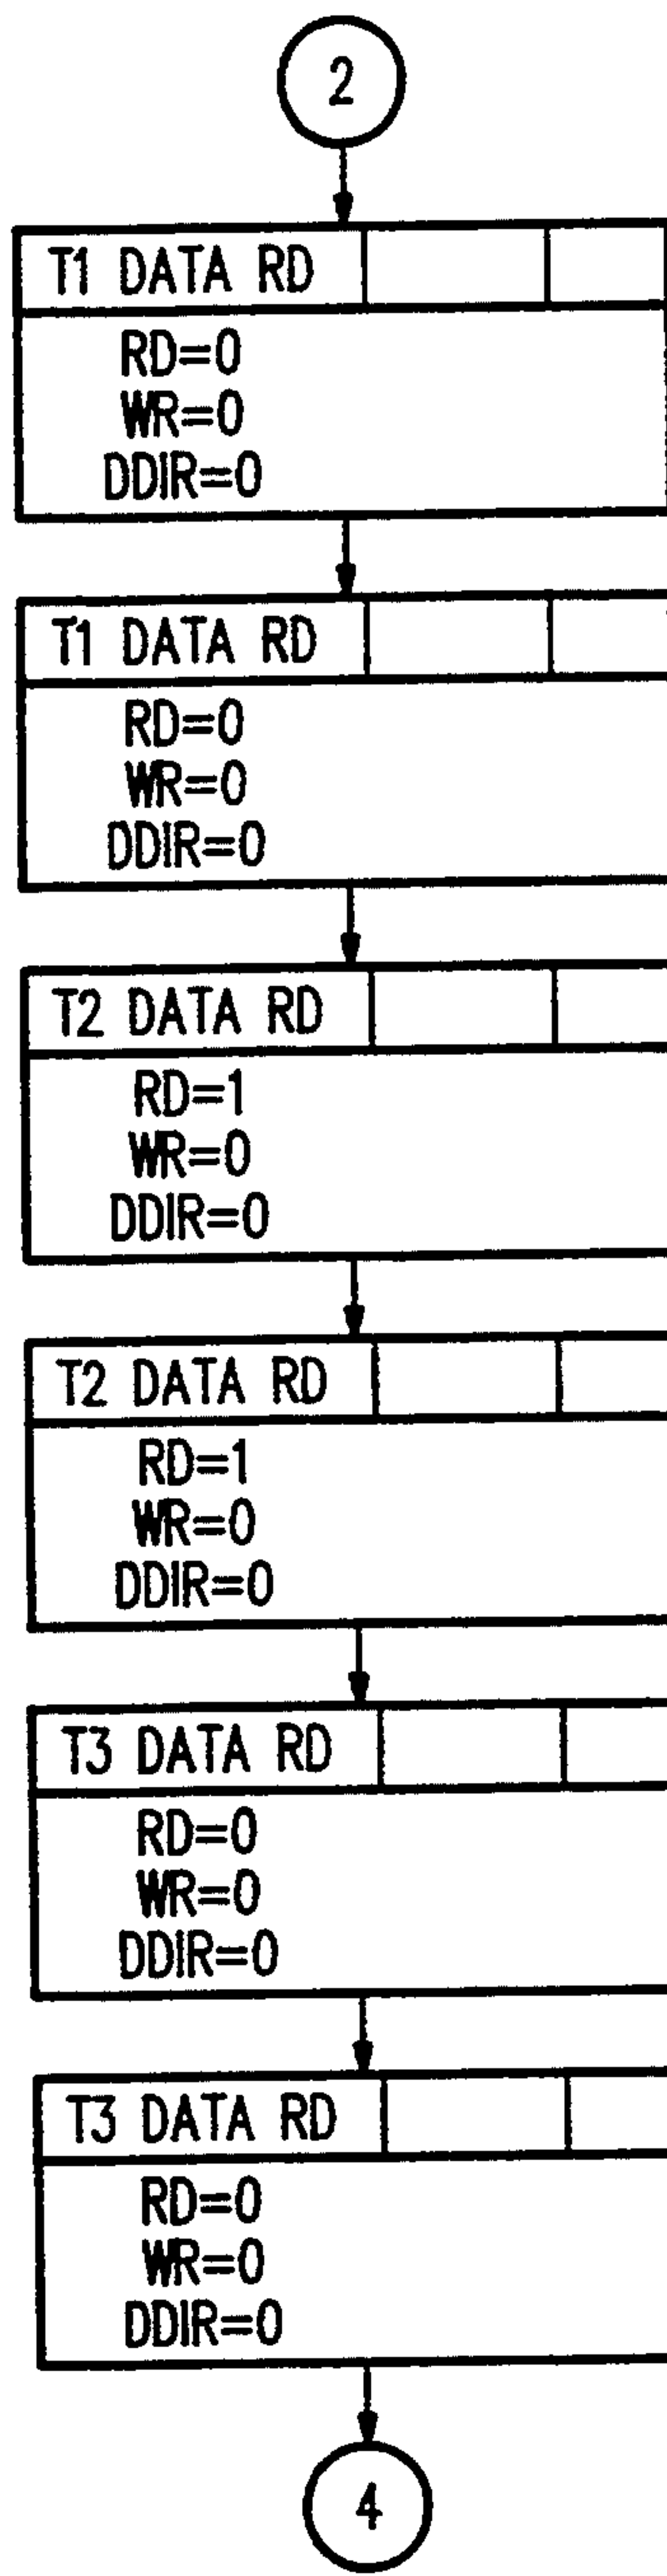 2
T1 DATA RD
RD=0
WR=0
DDIR=0
T1 DATA RD
RD=0
WR=0
DDIR=0
T2 DATA RD
RD=1
WR=0
DDIR=0
T2 DATA RD
RD=1
WR=0
DDIR=0
T3 DATA RD
RD=0
WR=0
DDIR=0
T3 DATA RD
RD=0
WR=0
DDIR=0
4